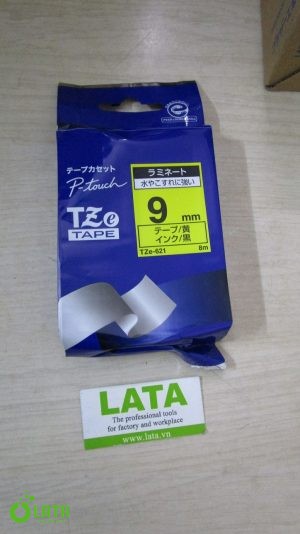 テープカセット
P-touch
TZe
TAPE
ラミネート
水やこすれに強い
9 mm
テープ/黄
インク/黒
TZe-621 8m
LATA
The professional tools
for factory and workplace
www.lata.vn
LATA